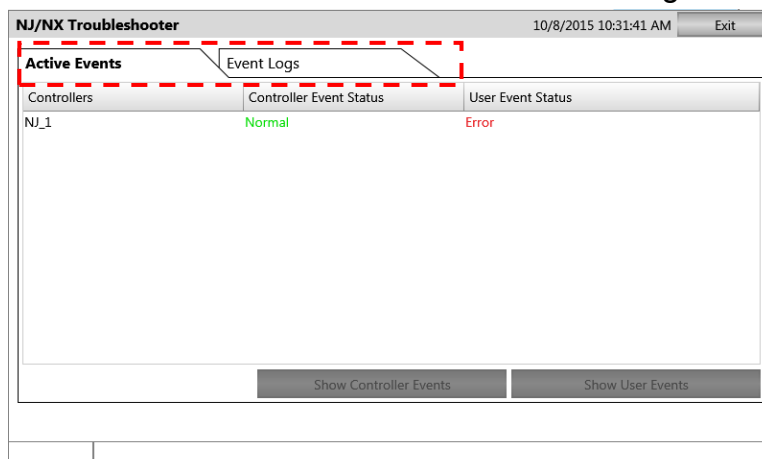 NJ/NX Troubleshooter 10/8/2015 10:31:41 AM Exit
Active Events Event Logs
Controllers Controller Event Status User Event Status
NJ_1 Normal Error
Show Controller Events Show User Events